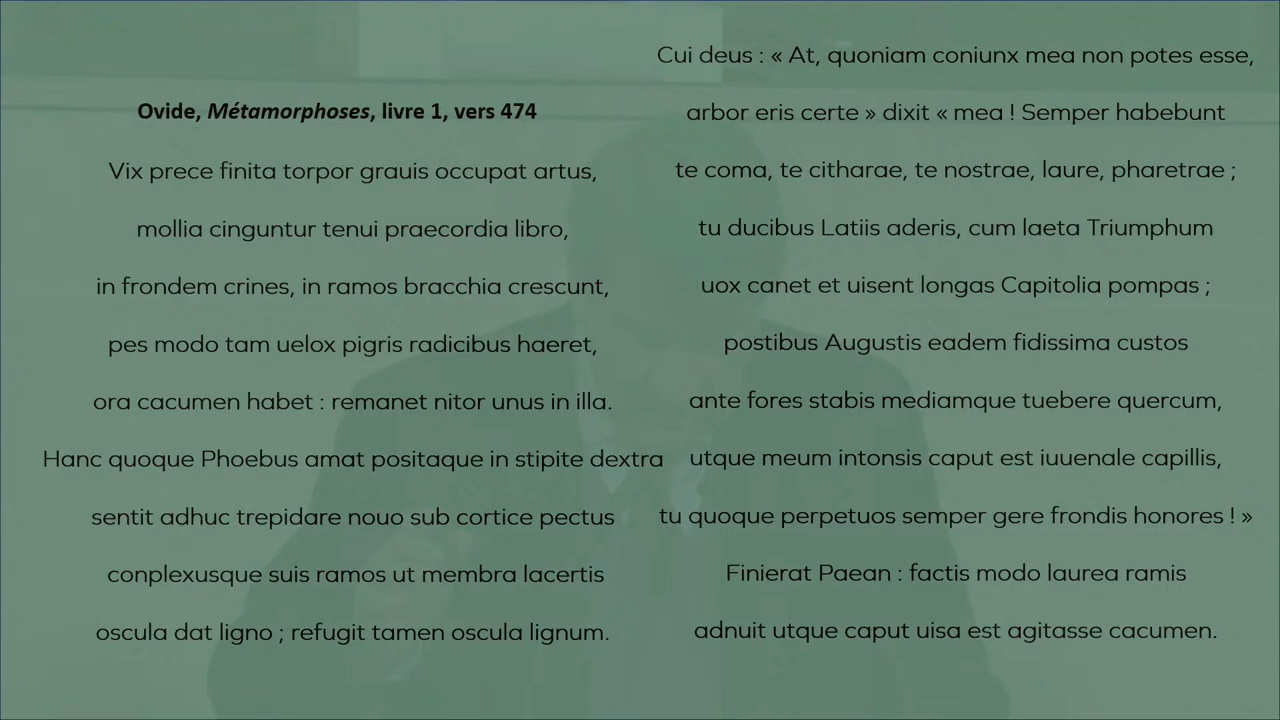 Ovide, Métamorphoses, livre 1, vers 474
Vix prece finita torpor grauis occupat artus,
mollia cinguntur tenui praecordia libro,
in frondem crines, in ramos bracchia crescunt,
pes modo tam uelox pigris radicibus haeret,
ora cacumen habet : remanet nitor unus in illa.
Hanc quoque Phoebus amat positaque in stipite dextra
sentit adhuc trepidare nouo sub cortice pectus
conplexusque suis ramos ut membra lacertis
oscula dat ligno ; refugit tamen oscula lignum.
Cui deus : « At, quoniam coniunx mea non potes esse,
arbor eris certe » dixit « mea ! Semper habebunt
te coma, te citharae, te nostrae, laure, pharetrae ;
tu ducibus Latiis aderis, cum laeta Triumphum
uox canet et uisent longas Capitolia pompas ;
postibus Augustis eadem fidissima custos
ante fores stabis mediamque tuebere quercum,
utque meum intonsis caput est iuuenale capillis,
tu quoque perpetuos semper gere frondis honores ! »
Finierat Paean : factis modo laurea ramis
adnuit utque caput uisa est agitasse cacumen.